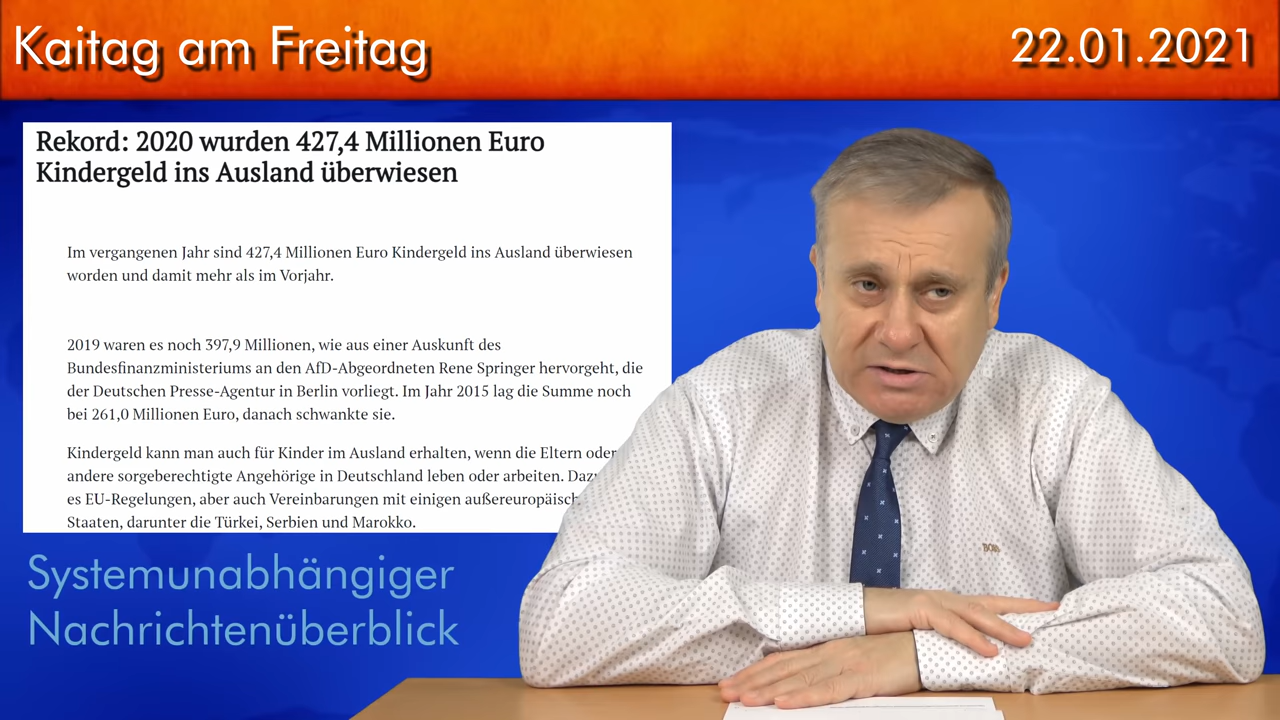 Kaitag am Freitag
22.01.2021
Rekord: 2020 wurden 427,4 Millionen Euro
Kindergeld ins Ausland überwiesen
Im vergangenen Jahr sind 427,4 Millionen Euro Kindergeld ins Ausland überwiesen
worden und damit mehr als im Vorjahr.
2019 waren es noch 397,9 Millionen, wie aus einer Auskunft des
Bundesfinanzministeriums an den AfD-Abgeordneten Rene Springer hervorgeht, die
der Deutschen Presse-Agentur in Berlin vorliegt. Im Jahr 2015 lag die Summe noch
bei 261,0 Millionen Euro, danach schwankte sie.
Kindergeld kann man auch für Kinder im Ausland erhalten, wenn die Eltern oder
andere sorgeberechtigte Angehörige in Deutschland leben oder arbeiten.
es EU-Regelungen, aber auch Vereinbarungen mit einigen
Staaten, darunter die Türkei, Serbien und Marokko.
Systemunabhängiger
Nachrichtenüberblick